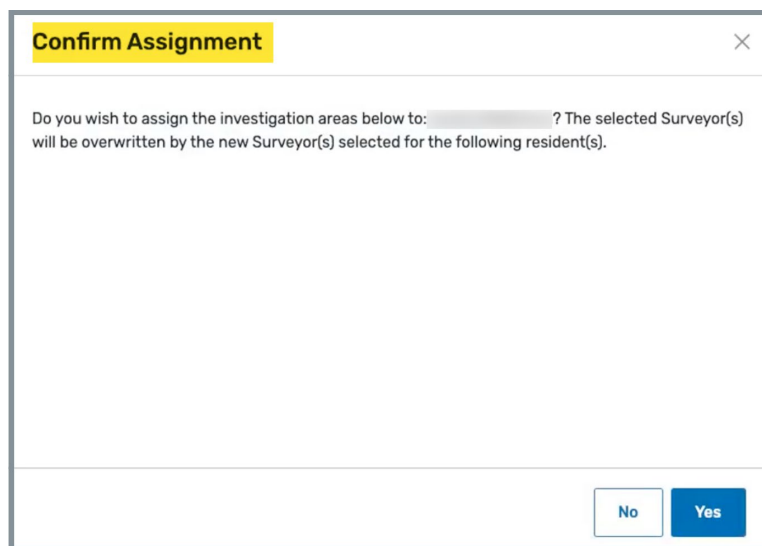 Confirm Assignment
Do you wish to assign the investigation areas below to: ? The selected Surveyor(s)
will be overwritten by the new Surveyor(s) selected for the following resident(s).
No
Yes